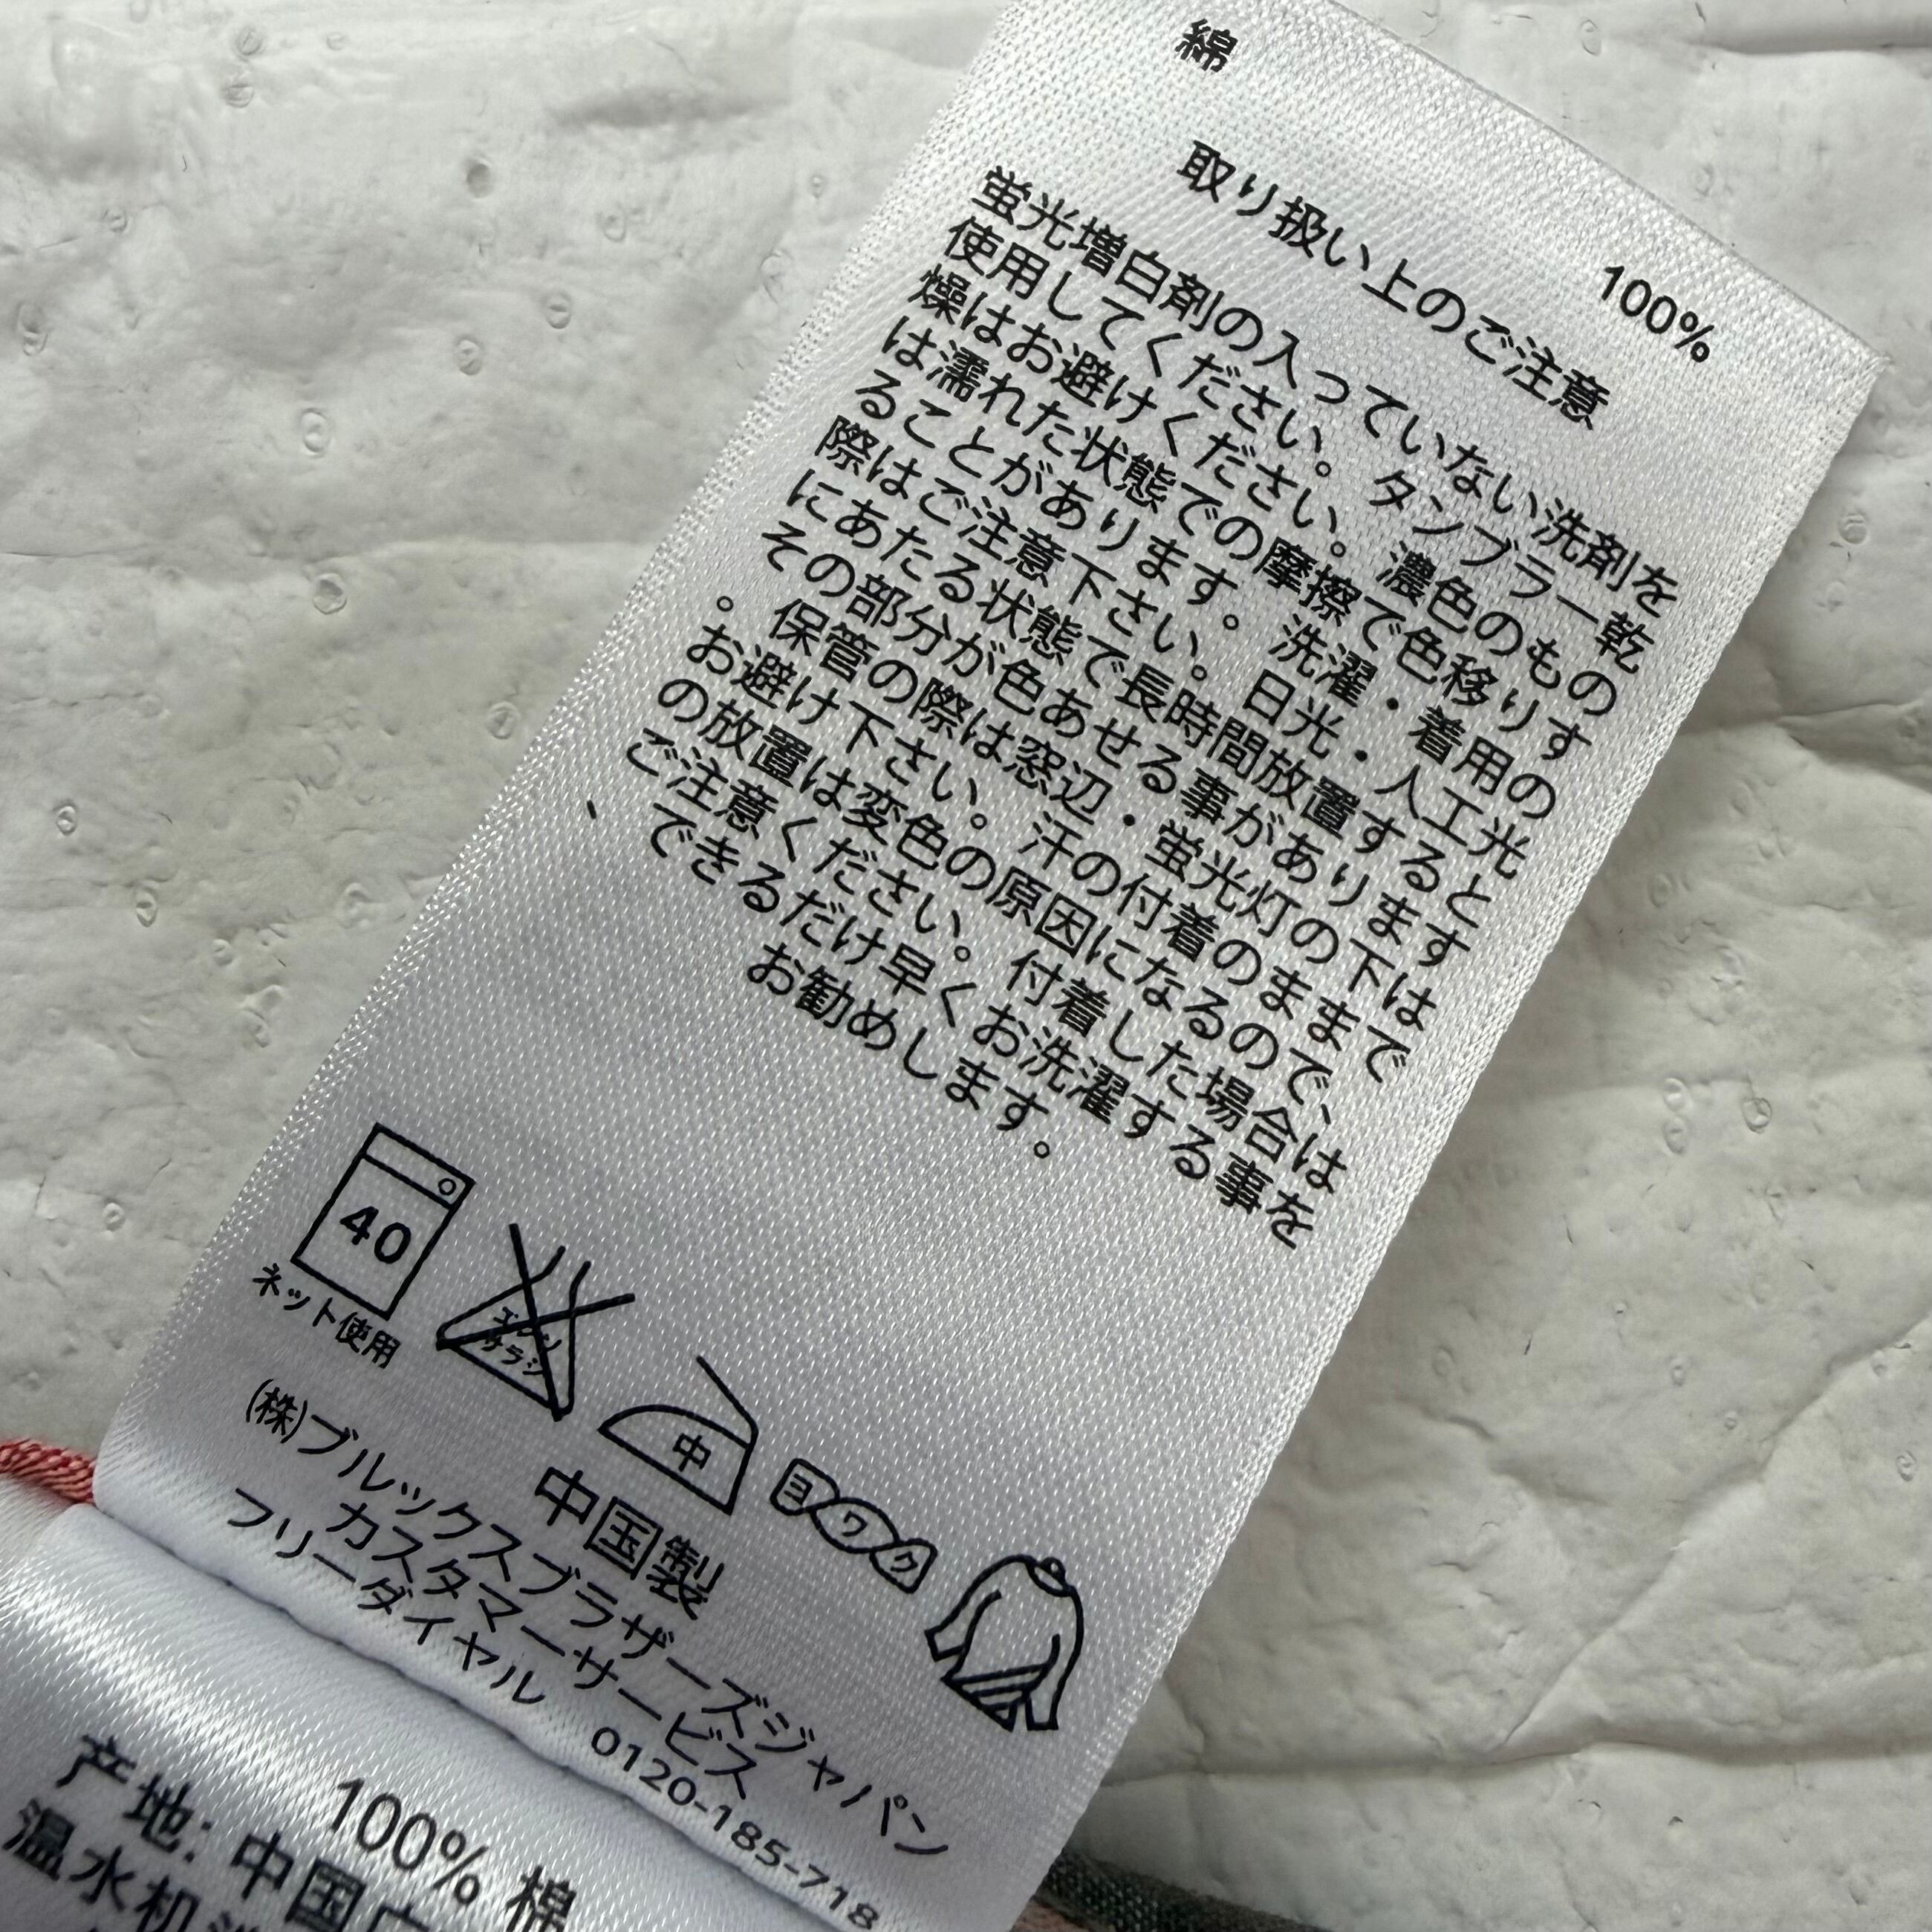 綿 100%
取り扱い上のご注意
蛍光増白剤の入っていない洗剤を
使用してください。タンブラー乾
燥はお避けください。濃色のもの
は濡れた状態での摩擦で色移りす
ることがあります。洗濯・着用の
際はご注意下さい。日光・人工光
にあたる状態で長時間放置すると
その部分が色あせる事があります
。保管の際は窓辺・蛍光灯の下は
お避け下さい。汗の付着のままで
の放置は変色の原因になるので、
ご注意ください。付着した場合は
、できるだけ早くお洗濯する事を
お勧めします。
40
ネット使用
エンソ
サラシ
中
ヨワク
中国製
(株)ブルックスブラザーズジャパン
カスタマーサービス
フリーダイヤル 0120-185-718
100% 棉
产地: 中国
温水机